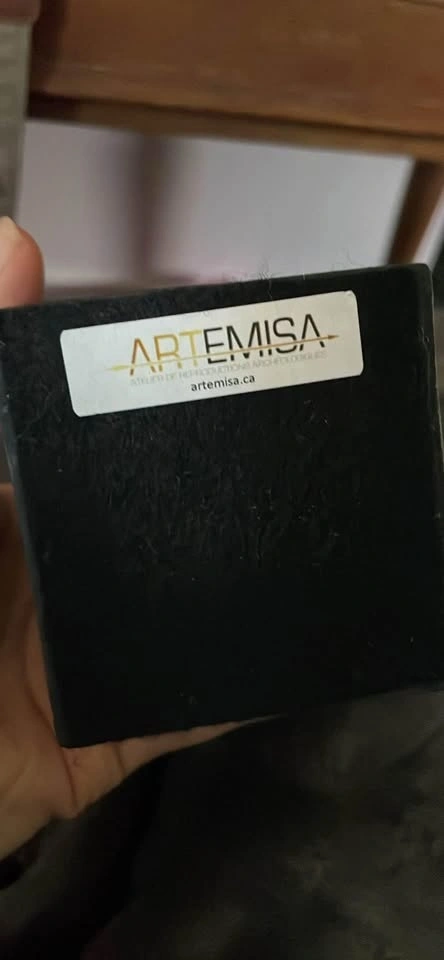 ARTEMISA
ATELIER DE REPRODUCTIONS ARCHÉOLOGIQUES
artemisa.ca